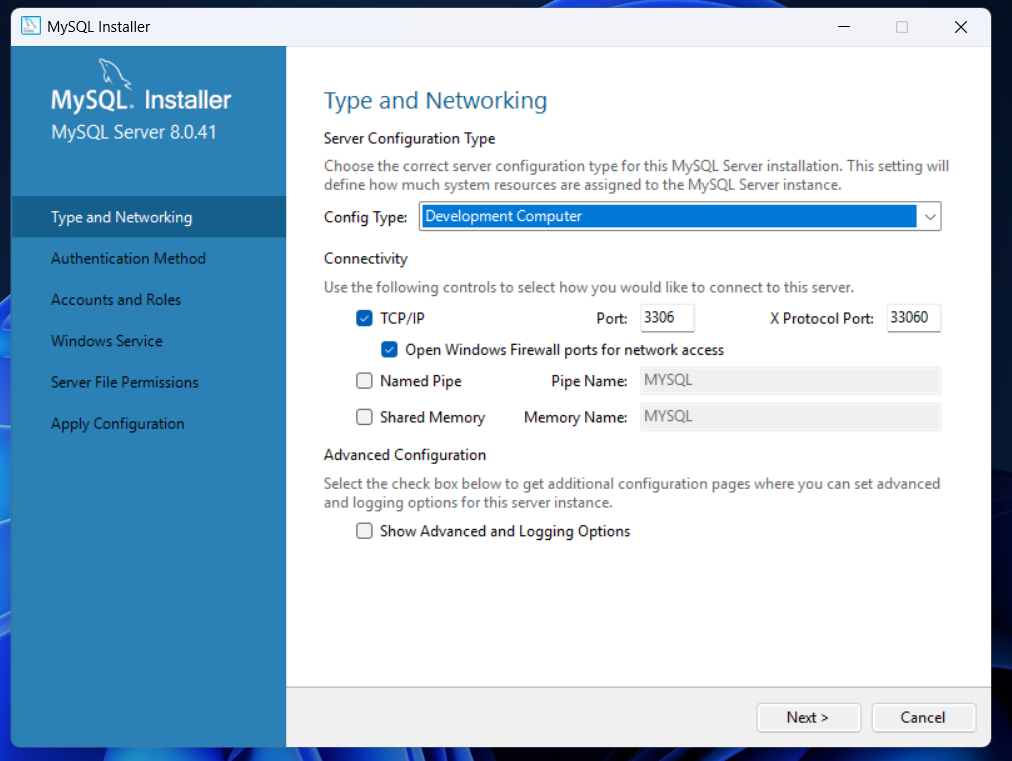 MySQL Installer
MySQL. Installer
MySQL Server 8.0.41
Type and Networking
Authentication Method
Accounts and Roles
Windows Service
Server File Permissions
Apply Configuration
Type and Networking
Server Configuration Type
Choose the correct server configuration type for this MySQL Server installation. This setting will
define how much system resources are assigned to the MySQL Server instance.
Config Type: Development Computer
Connectivity
Use the following controls to select how you would like to connect to this server.
TCP/IP Port: 3306 X Protocol Port: 33060
Open Windows Firewall ports for network access
Named Pipe Pipe Name: MYSQL
Shared Memory Memory Name: MYSQL
Advanced Configuration
Select the check box below to get additional configuration pages where you can set advanced
and logging options for this server instance.
Show Advanced and Logging Options
Next > Cancel